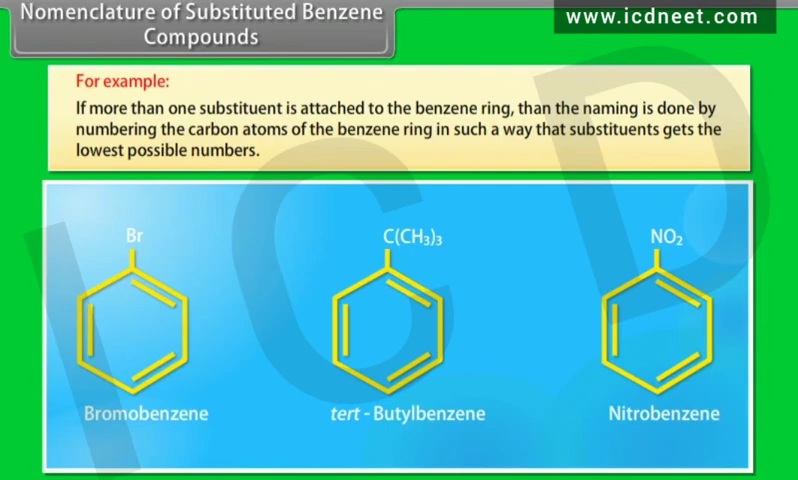 Nomenclature of Substituted Benzene
Compounds
www.icdneet.com
For example:
If more than one substituent is attached to the benzene ring, than the naming is done by
numbering the carbon atoms of the benzene ring in such a way that substituents gets the
lowest possible numbers.
Br
C(CH₃)₃
NO₂
Bromobenzene
tert - Butylbenzene
Nitrobenzene
I C D